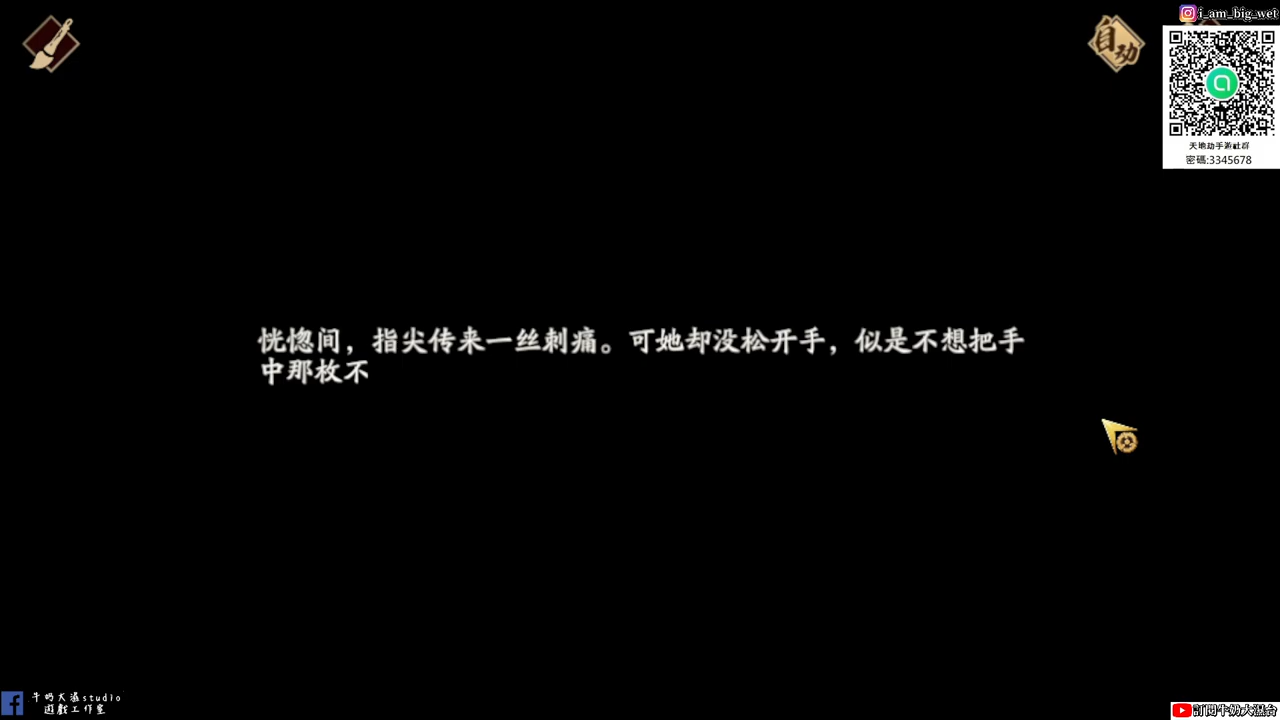 i_am_big_wet
自动
天地劫手遊社群
密碼:3345678
恍惚间，指尖传来一丝刺痛。可她却没松开手，似是不想把手
中那枚不
牛奶大濕studio
遊戲工作室
訂閱牛奶大濕台